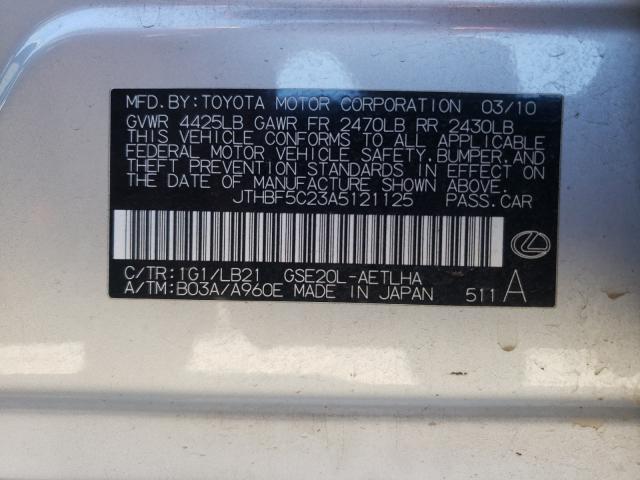 MFD.BY:TOYOTA MOTOR CORPORATION 03/10
GVWR 4425LB GAWR FR 2470LB RR 2430LB
THIS VEHICLE CONFORMS TO ALL APPLICABLE
FEDERAL MOTOR VEHICLE SAFETY,BUMPER,AND
THEFT PREVENTION STANDARDS IN EFFECT ON
THE DATE OF MANUFACTURE SHOWN ABOVE.
JTHBF5C23A5121125 PASS.CAR
C/TR:1G1/LB21 GSE20L-AETLHA
A/TM:B03A/A960E MADE IN JAPAN 511 A